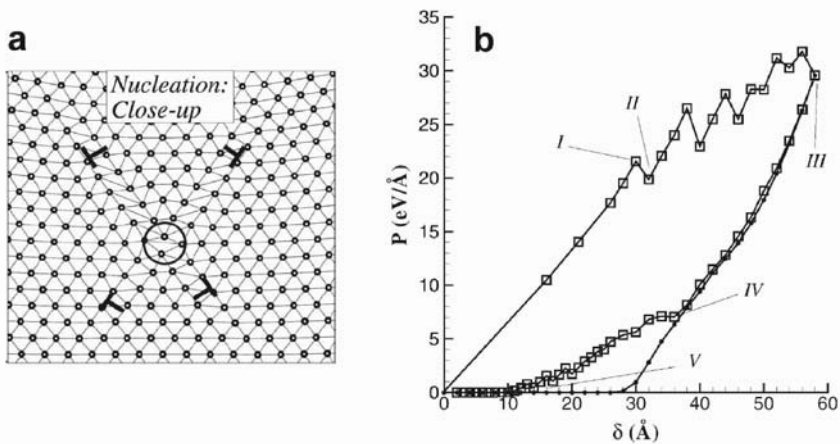 a
Nucleation:
Close-up
b
35
30
25
20
15
10
5
0
P (eV/Å)
I
II
III
IV
V
0 10 20 30 40 50 60
δ (Å)